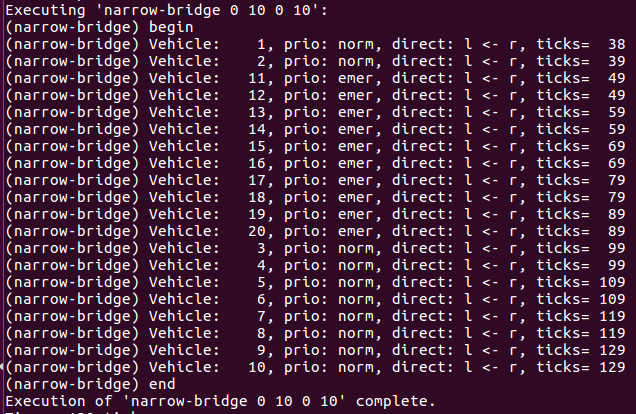 Executing 'narrow-bridge 0 10 0 10':
(narrow-bridge) begin
(narrow-bridge) Vehicle:    1, prio: norm, direct: l <- r, ticks=  38
(narrow-bridge) Vehicle:    2, prio: norm, direct: l <- r, ticks=  39
(narrow-bridge) Vehicle:   11, prio: emer, direct: l <- r, ticks=  49
(narrow-bridge) Vehicle:   12, prio: emer, direct: l <- r, ticks=  49
(narrow-bridge) Vehicle:   13, prio: emer, direct: l <- r, ticks=  59
(narrow-bridge) Vehicle:   14, prio: emer, direct: l <- r, ticks=  59
(narrow-bridge) Vehicle:   15, prio: emer, direct: l <- r, ticks=  69
(narrow-bridge) Vehicle:   16, prio: emer, direct: l <- r, ticks=  69
(narrow-bridge) Vehicle:   17, prio: emer, direct: l <- r, ticks=  79
(narrow-bridge) Vehicle:   18, prio: emer, direct: l <- r, ticks=  79
(narrow-bridge) Vehicle:   19, prio: emer, direct: l <- r, ticks=  89
(narrow-bridge) Vehicle:   20, prio: emer, direct: l <- r, ticks=  89
(narrow-bridge) Vehicle:    3, prio: norm, direct: l <- r, ticks=  99
(narrow-bridge) Vehicle:    4, prio: norm, direct: l <- r, ticks=  99
(narrow-bridge) Vehicle:    5, prio: norm, direct: l <- r, ticks= 109
(narrow-bridge) Vehicle:    6, prio: norm, direct: l <- r, ticks= 109
(narrow-bridge) Vehicle:    7, prio: norm, direct: l <- r, ticks= 119
(narrow-bridge) Vehicle:    8, prio: norm, direct: l <- r, ticks= 119
(narrow-bridge) Vehicle:    9, prio: norm, direct: l <- r, ticks= 129
(narrow-bridge) Vehicle:   10, prio: norm, direct: l <- r, ticks= 129
(narrow-bridge) end
Execution of 'narrow-bridge 0 10 0 10' complete.